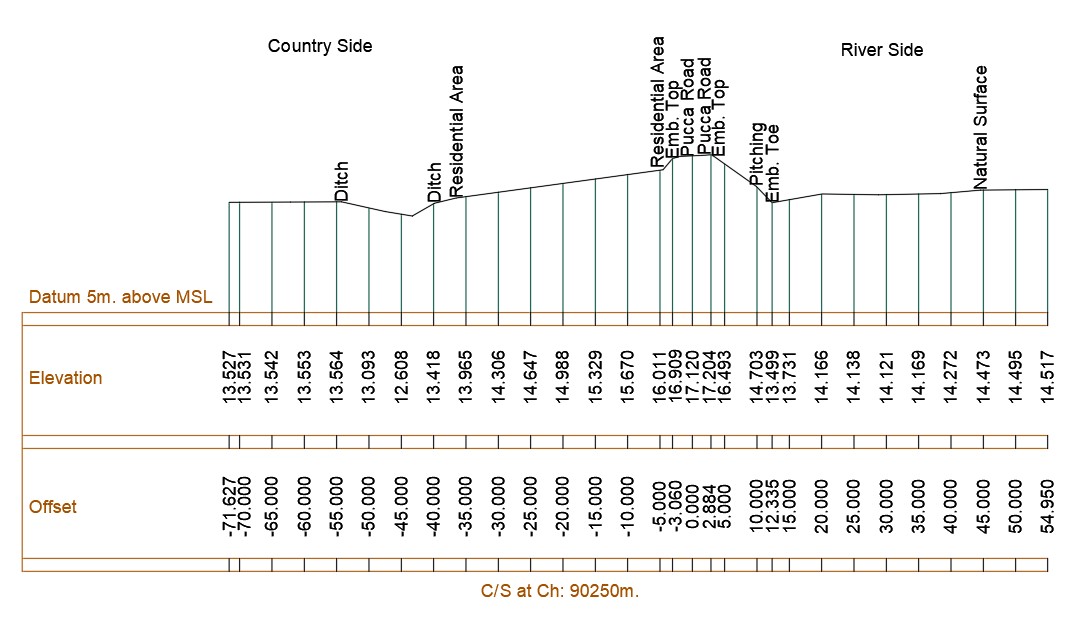 Country Side
River Side
Ditch
Ditch
Residential Area
Residential Area
Emb. Top
Pucca Road
Pucca Road
Emb. Top
Pitching
Emb. Toe
Natural Surface
Datum 5m. above MSL
Elevation
13.527 13.531 13.542 13.553 13.564 13.093 12.608 13.418 13.965 14.306 14.647 14.988 15.329 15.670 16.011 16.909 17.120 17.204 16.493 14.703 13.499 13.731 14.166 14.138 14.121 14.169 14.272 14.473 14.495 14.517
Offset
-71.627 -70.000 -65.000 -60.000 -55.000 -50.000 -45.000 -40.000 -35.000 -30.000 -25.000 -20.000 -15.000 -10.000 -5.000 -3.060 0.000 2.884 5.000 10.000 12.335 15.000 20.000 25.000 30.000 35.000 40.000 45.000 50.000 54.950
C/S at Ch: 90250m.